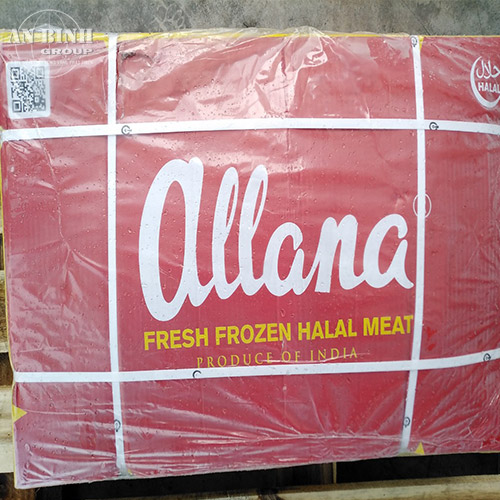 AN BINH
GROUP
حلال
HALAL
allana
FRESH FROZEN HALAL MEAT
PRODUCE OF INDIA